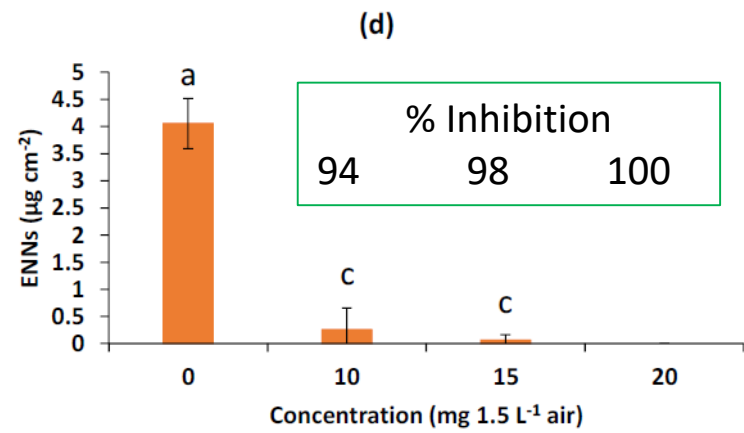 (d)
ENNs (µg cm⁻²)
5
4.5
4
3.5
3
2.5
2
1.5
1
0.5
0
a
% Inhibition
94 98 100
c
c
0 10 15 20
Concentration (mg 1.5 L⁻¹ air)